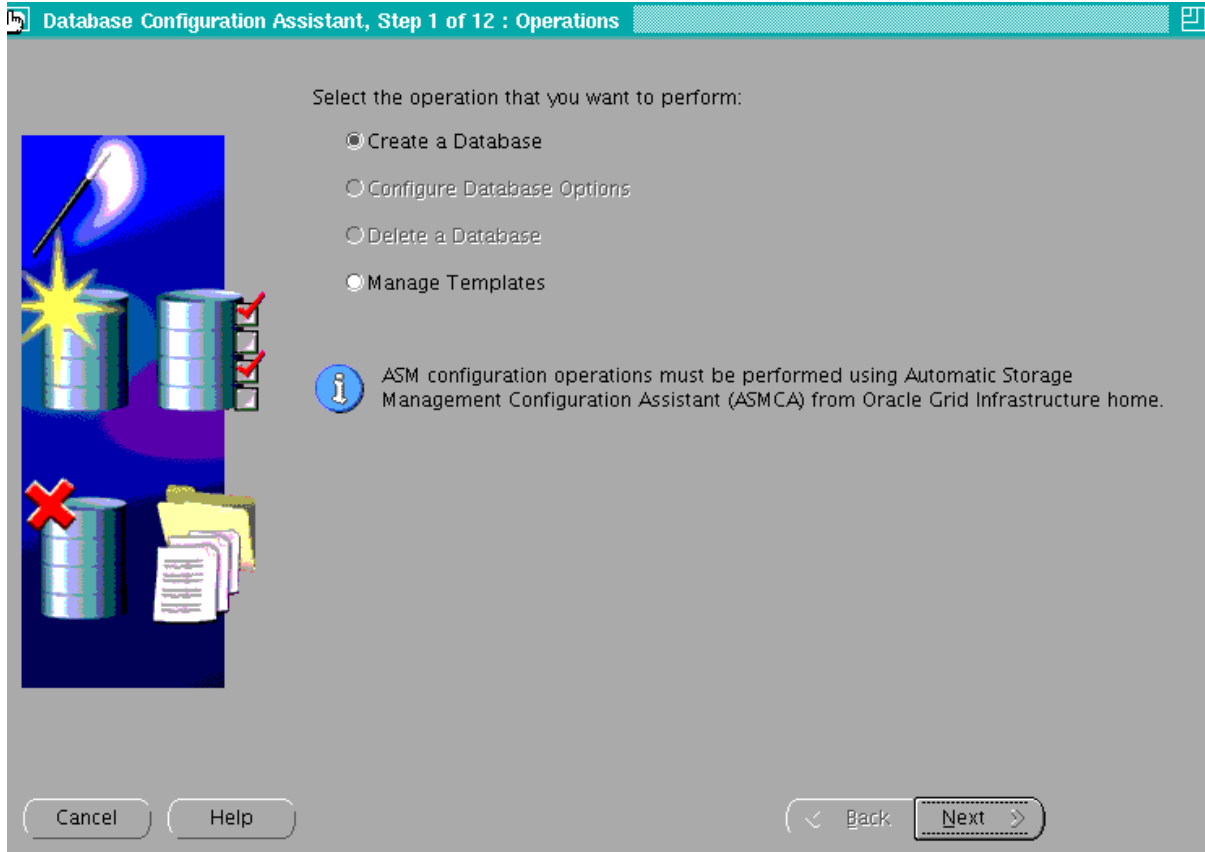 Database Configuration Assistant, Step 1 of 12 : Operations
Select the operation that you want to perform:
Create a Database
Configure Database Options
Delete a Database
Manage Templates
ASM configuration operations must be performed using Automatic Storage
Management Configuration Assistant (ASMCA) from Oracle Grid Infrastructure home.
Cancel Help Back Next